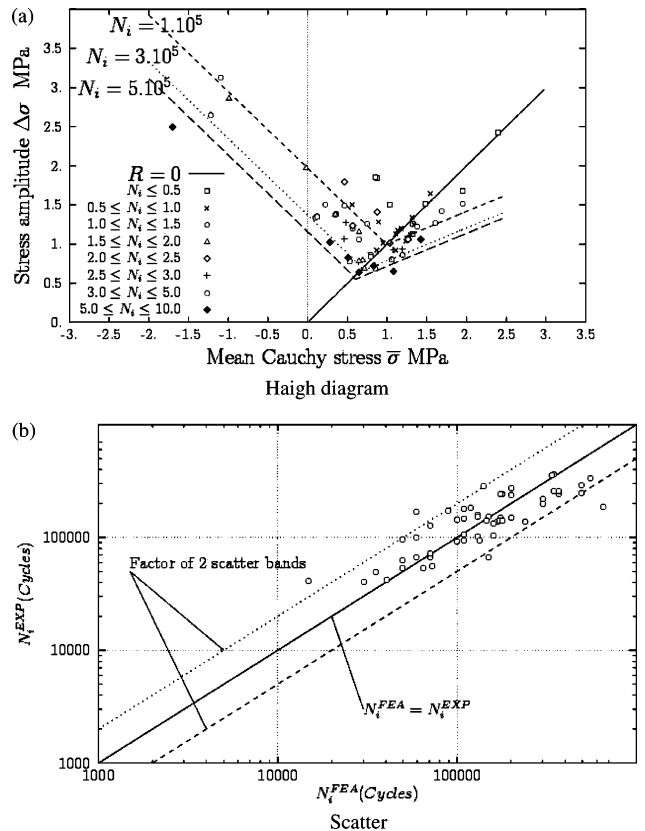 (a)
N_i = 1.10^5
N_i = 3.10^5
N_i = 5.10^5
Stress amplitude Δσ MPa
4.0
3.5
3.
2.5
2.0
1.5
1.0
0.5
0.
R = 0
N_i ≤ 0.5
0.5 ≤ N_i ≤ 1.0
1.0 ≤ N_i ≤ 1.5
1.5 ≤ N_i ≤ 2.0
2.0 ≤ N_i ≤ 2.5
2.5 ≤ N_i ≤ 3.0
3.0 ≤ N_i ≤ 5.0
5.0 ≤ N_i ≤ 10.0
-3. -2.5 -2. -1.5 -1. -0.5 0. 0.5 1. 1.5 2. 2.5 3. 3.5
Mean Cauchy stress σ̅ MPa
Haigh diagram
(b)
N_i^EXP(Cycles)
100000
10000
1000
Factor of 2 scatter bands
N_i^FEA = N_i^EXP
1000 10000 100000
N_i^FEA(Cycles)
Scatter